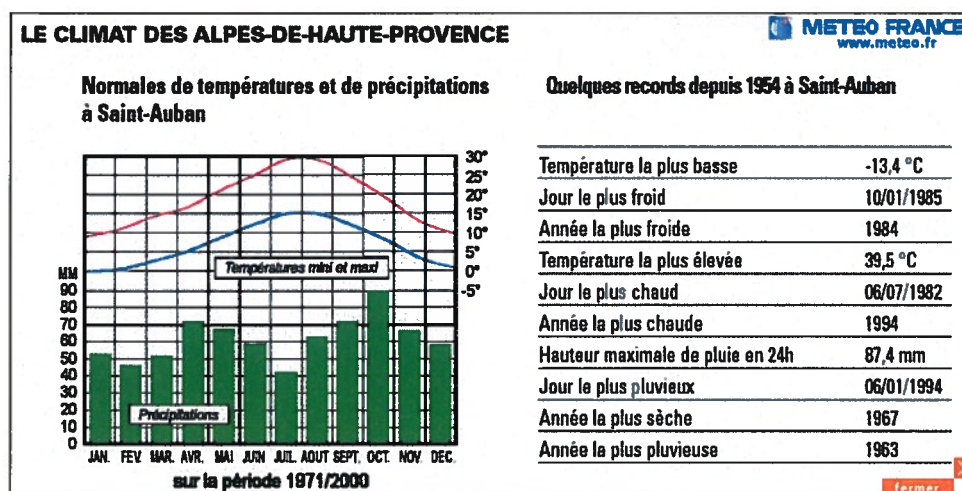 LE CLIMAT DES ALPES-DE-HAUTE-PROVENCE
METEO FRANCE
www.meteo.fr
Normales de températures et de précipitations
à Saint-Auban
30°
25°
20°
15°
10°
5°
0°
-5°
Températures mini et maxi
MM
90
80
70
60
50
40
30
20
10
0
Précipitations
JAN. FEV. MAR. AVR. MAI JUIN JUIL. AOUT SEPT. OCT. NOV. DEC.
sur la période 1971/2000
Quelques records depuis 1954 à Saint-Auban
Température la plus basse -13,4 °C
Jour le plus froid 10/01/1985
Année la plus froide 1984
Température la plus élevée 39,5 °C
Jour le plus chaud 06/07/1982
Année la plus chaude 1994
Hauteur maximale de pluie en 24h 87,4 mm
Jour le plus pluvieux 06/01/1994
Année la plus sèche 1967
Année la plus pluvieuse 1963
fermer